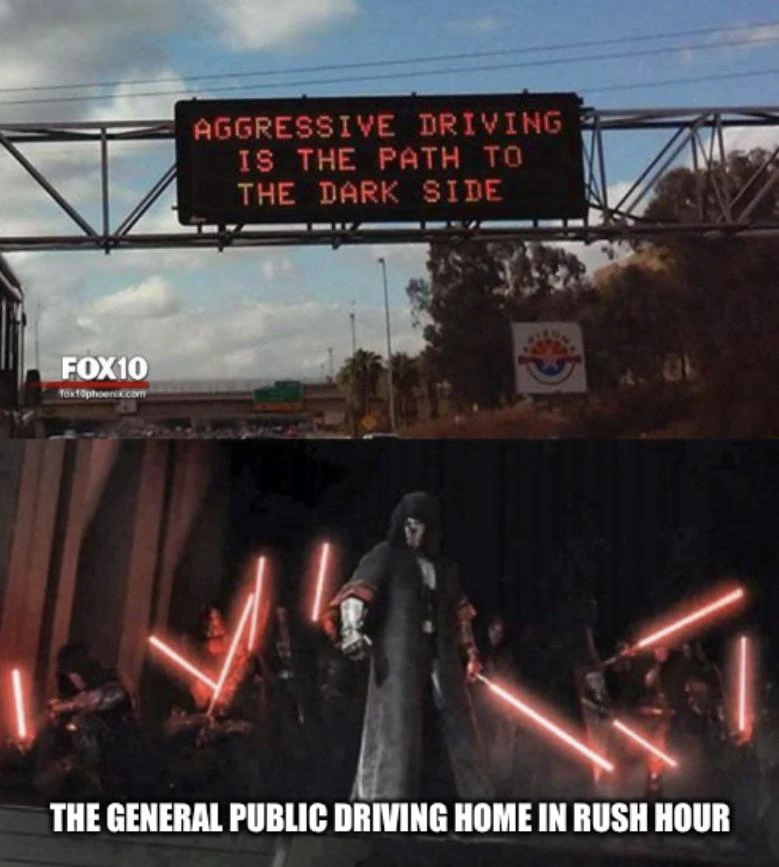 AGGRESSIVE DRIVING
IS THE PATH TO
THE DARK SIDE
ARIZONA
FOX10
fox10phoenix.com
THE GENERAL PUBLIC DRIVING HOME IN RUSH HOUR